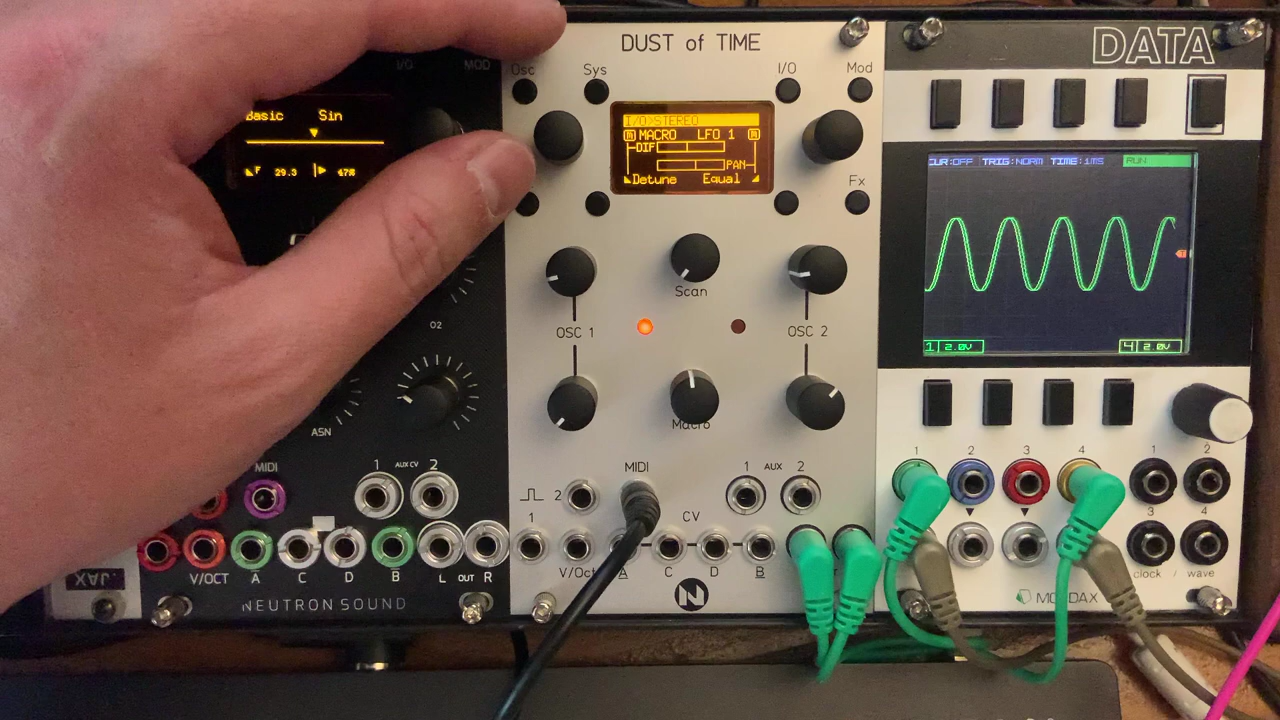 I/O
MOD
Basic Sin
29.3
47%
O2
ASN
MIDI
1 AUX CV 2
V/OCT A C D B L OUT R
NEUTRON SOUND
DUST of TIME
Osc Sys I/O Mod
I/O>STEREO
MACRO LFO 1
DIF
PAN
Detune Equal
Fx
Scan
OSC 1 OSC 2
Macro
MIDI
1 AUX 2
2
1
CV
V/Oct A C D B
N
DATA
CUR:OFF TRIG:NORM TIME:1MS RUN
1 2.0V 4 2.0V
1 2 3 4 1 2
3 4
clock / wave